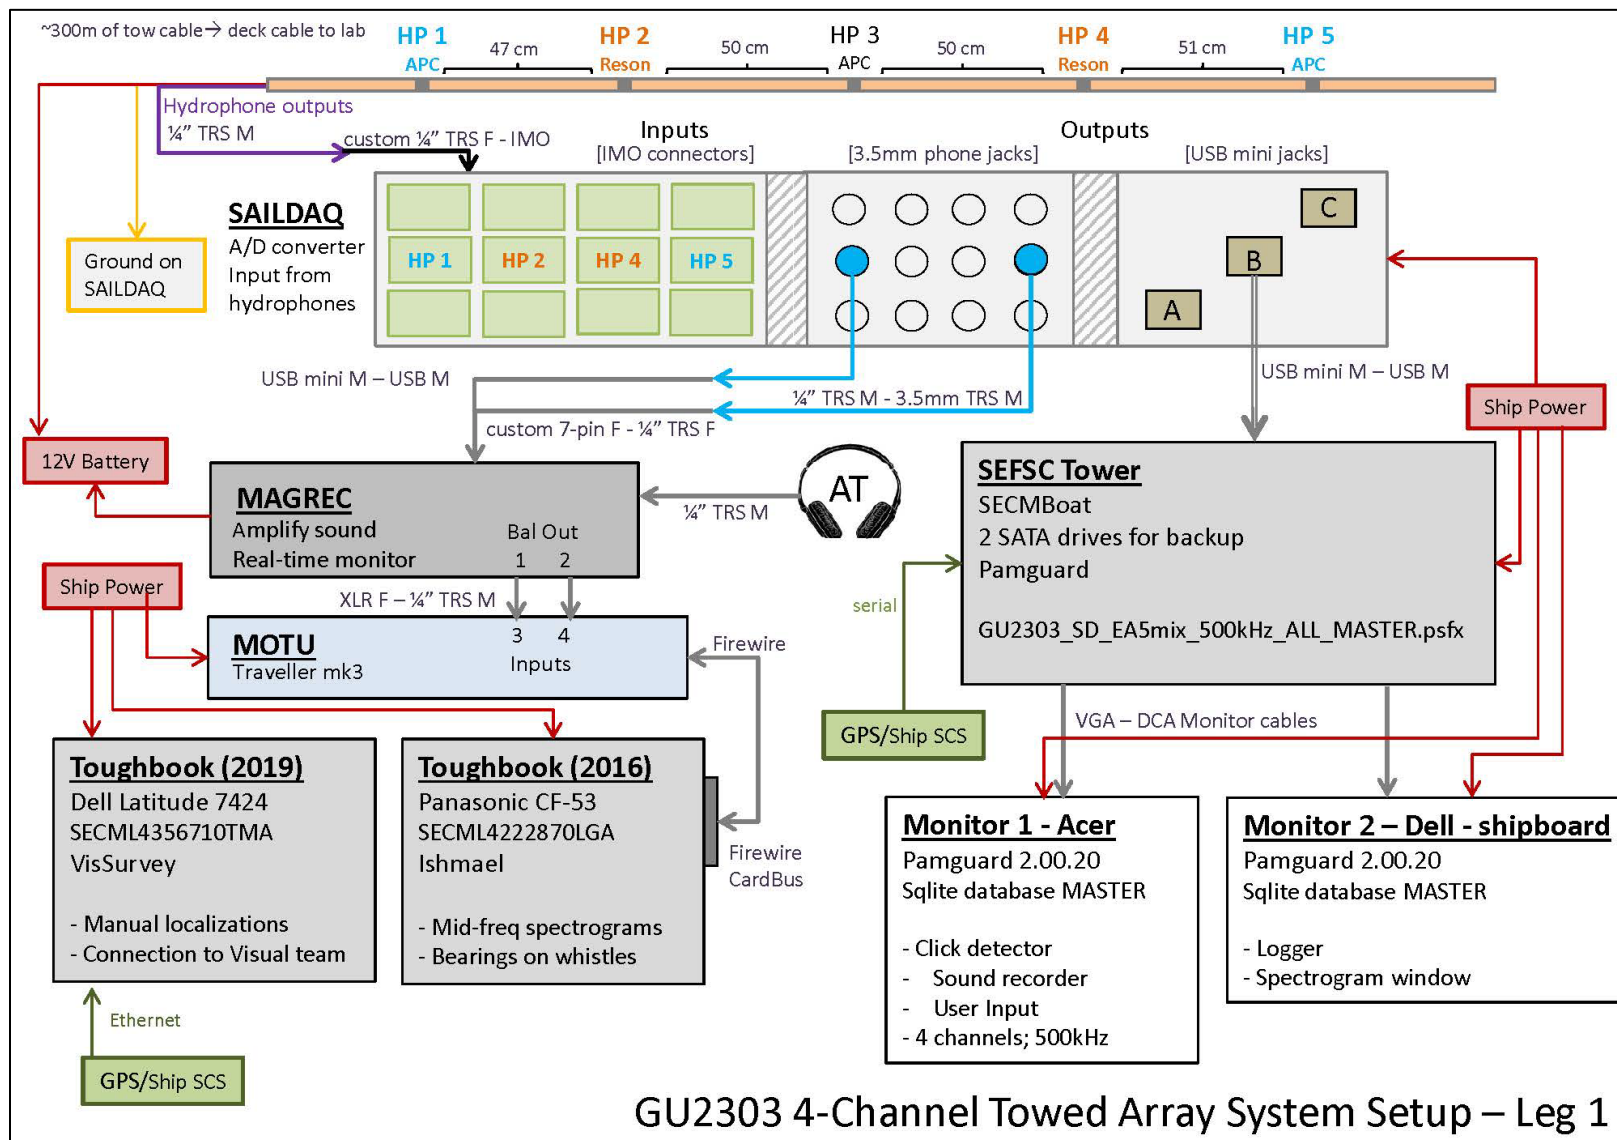 ~300m of tow cable→ deck cable to lab
HP 1
APC
47 cm
HP 2
Reson
50 cm
HP 3
APC
50 cm
HP 4
Reson
51 cm
HP 5
APC
Hydrophone outputs
¼” TRS M
custom ¼” TRS F - IMO
Inputs
[IMO connectors]
Outputs
[3.5mm phone jacks]
[USB mini jacks]
SAILDAQ
A/D converter
Input from
hydrophones
Ground on
SAILDAQ
HP 1
HP 2
HP 4
HP 5
A
B
C
USB mini M – USB M
¼” TRS M - 3.5mm TRS M
custom 7-pin F - ¼” TRS F
USB mini M – USB M
Ship Power
12V Battery
MAGREC
Amplify sound
Real-time monitor
Bal Out
1 2
AT
¼” TRS M
SEFSC Tower
SECMBoat
2 SATA drives for backup
Pamguard
GU2303_SD_EA5mix_500kHz_ALL_MASTER.psfx
Ship Power
XLR F – ¼” TRS M
MOTU
Traveller mk3
3 4
Inputs
Firewire
serial
GPS/Ship SCS
VGA – DCA Monitor cables
Toughbook (2019)
Dell Latitude 7424
SECML4356710TMA
VisSurvey
- Manual localizations
- Connection to Visual team
Toughbook (2016)
Panasonic CF-53
SECML4222870LGA
Ishmael
- Mid-freq spectrograms
- Bearings on whistles
Firewire
CardBus
Monitor 1 - Acer
Pamguard 2.00.20
Sqlite database MASTER
- Click detector
- Sound recorder
- User Input
- 4 channels; 500kHz
Monitor 2 – Dell - shipboard
Pamguard 2.00.20
Sqlite database MASTER
- Logger
- Spectrogram window
Ethernet
GPS/Ship SCS
GU2303 4-Channel Towed Array System Setup – Leg 1